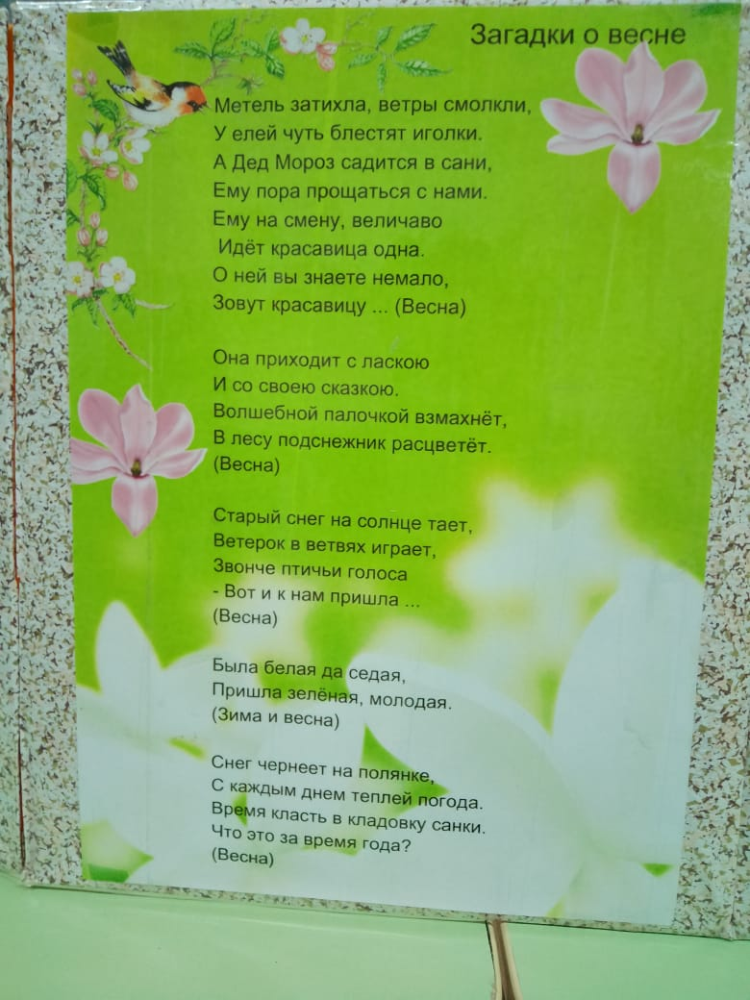 Загадки о весне
Метель затихла, ветры смолкли,
У елей чуть блестят иголки.
А Дед Мороз садится в сани,
Ему пора прощаться с нами.
Ему на смену, величаво
Идёт красавица одна.
О ней вы знаете немало,
Зовут красавицу ... (Весна)
Она приходит с ласкою
И со своею сказкою.
Волшебной палочкой взмахнёт,
В лесу подснежник расцветёт.
(Весна)
Старый снег на солнце тает,
Ветерок в ветвях играет,
Звонче птичьи голоса
- Вот и к нам пришла ...
(Весна)
Была белая да седая,
Пришла зелёная, молодая.
(Зима и весна)
Снег чернеет на полянке,
С каждым днем теплей погода.
Время класть в кладовку санки.
Что это за время года?
(Весна)